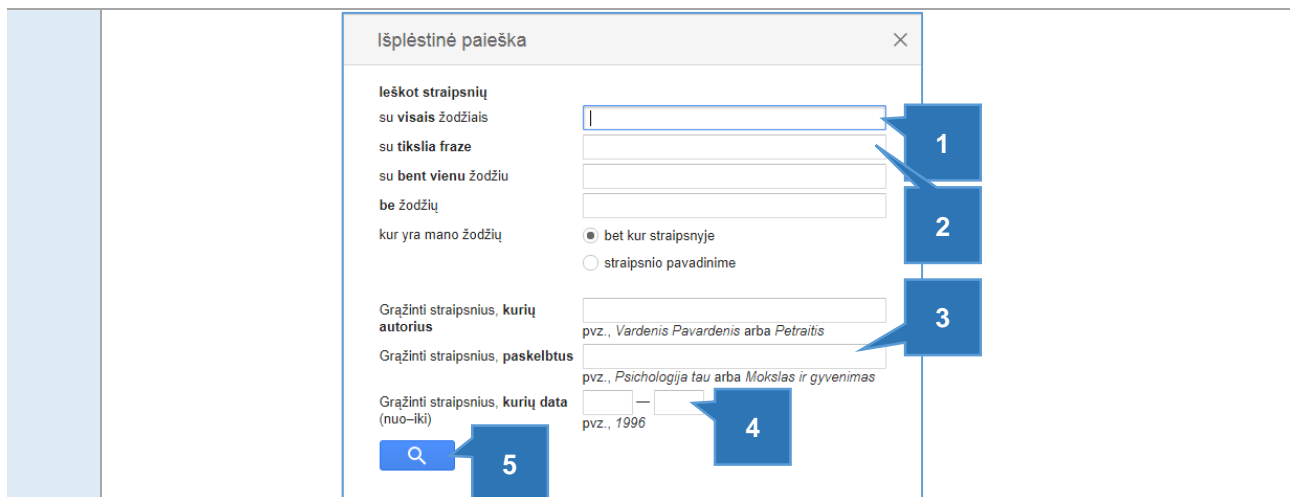 Išplėstinė paieška
Ieškot straipsnių
su visais žodžiais
1
su tikslia fraze
su bent vienu žodžiu
be žodžių
2
kur yra mano žodžių
bet kur straipsnyje
straipsnio pavadinime
Grąžinti straipsnius, kurių
autorius
3
pvz., Vardenis Pavardenis arba Petraitis
Grąžinti straipsnius, paskelbtus
pvz., Psichologija tau arba Mokslas ir gyvenimas
Grąžinti straipsnius, kurių data
(nuo–iki)
—
pvz., 1996
4
5